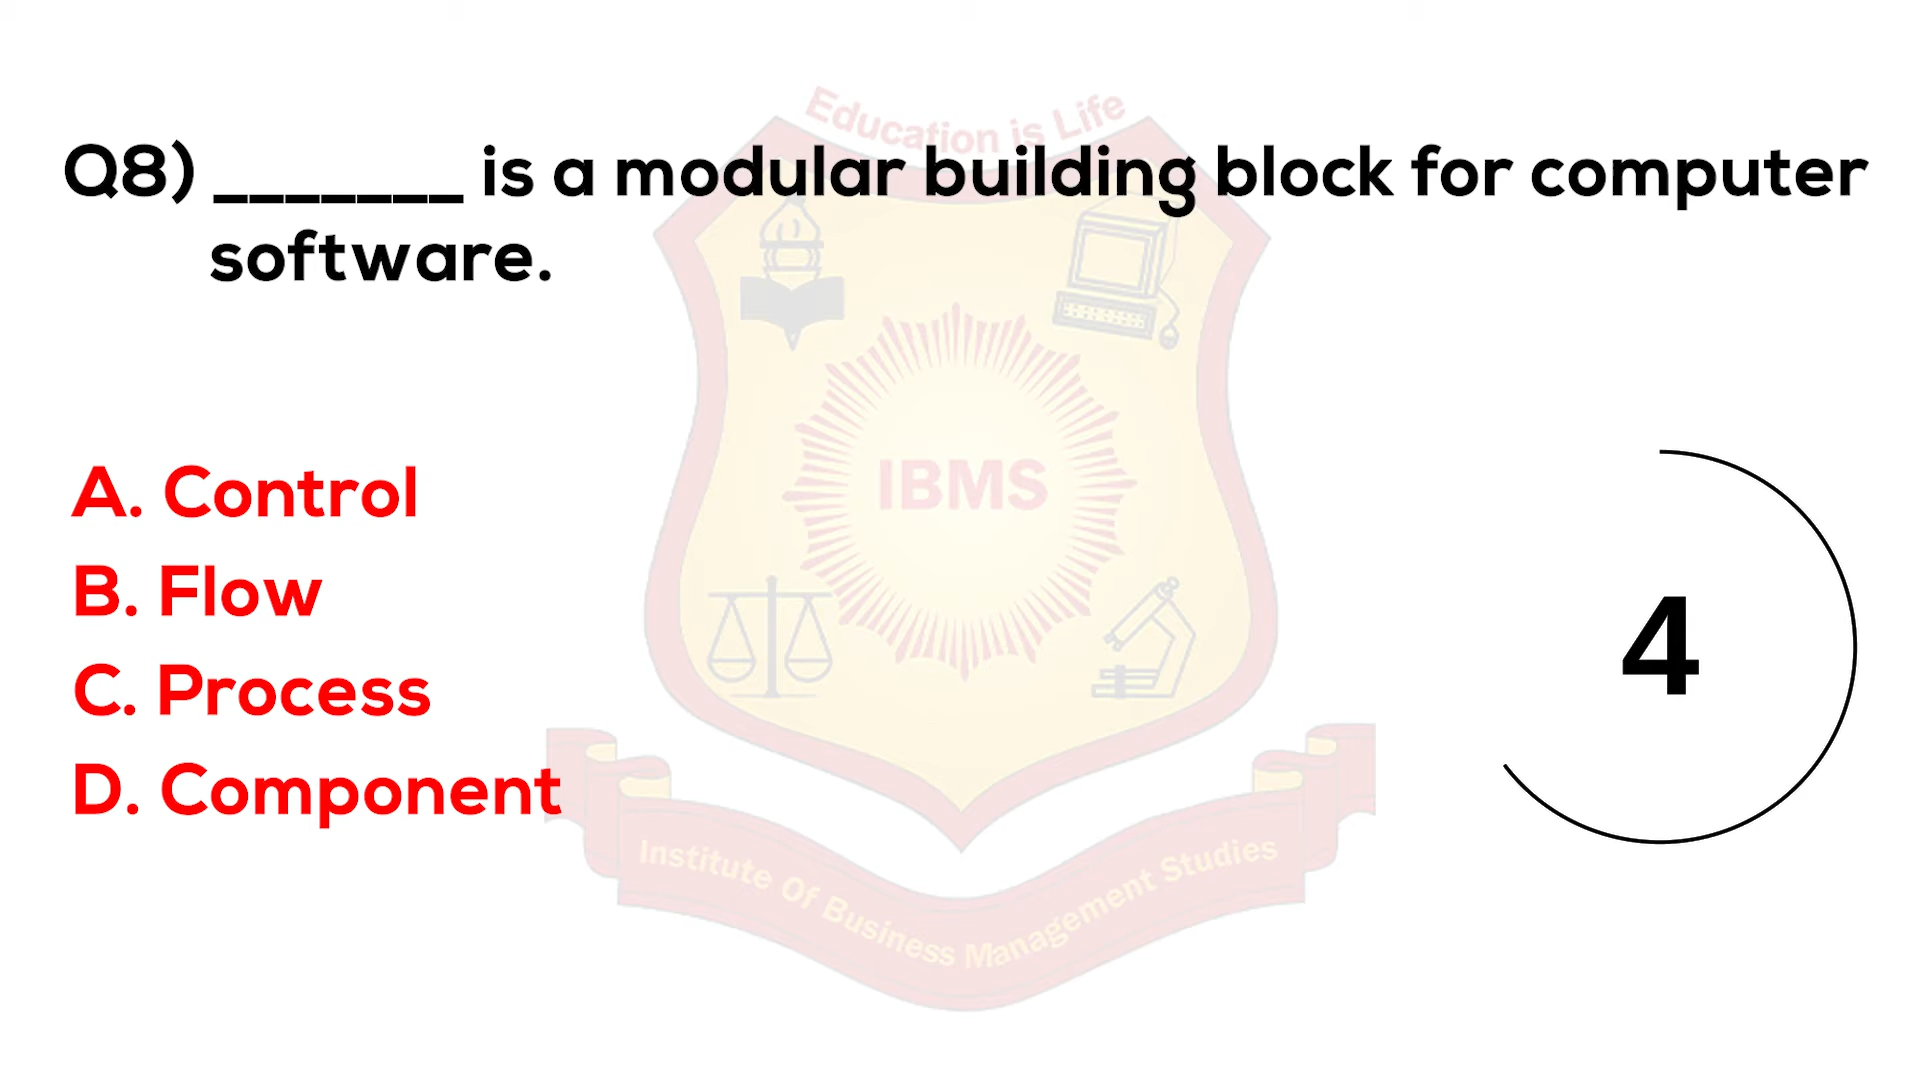 Education is Life
Q8) _______ is a modular building block for computer
software.
IBMS
A. Control
B. Flow
C. Process
D. Component
4
Institute Of Business Management Studies